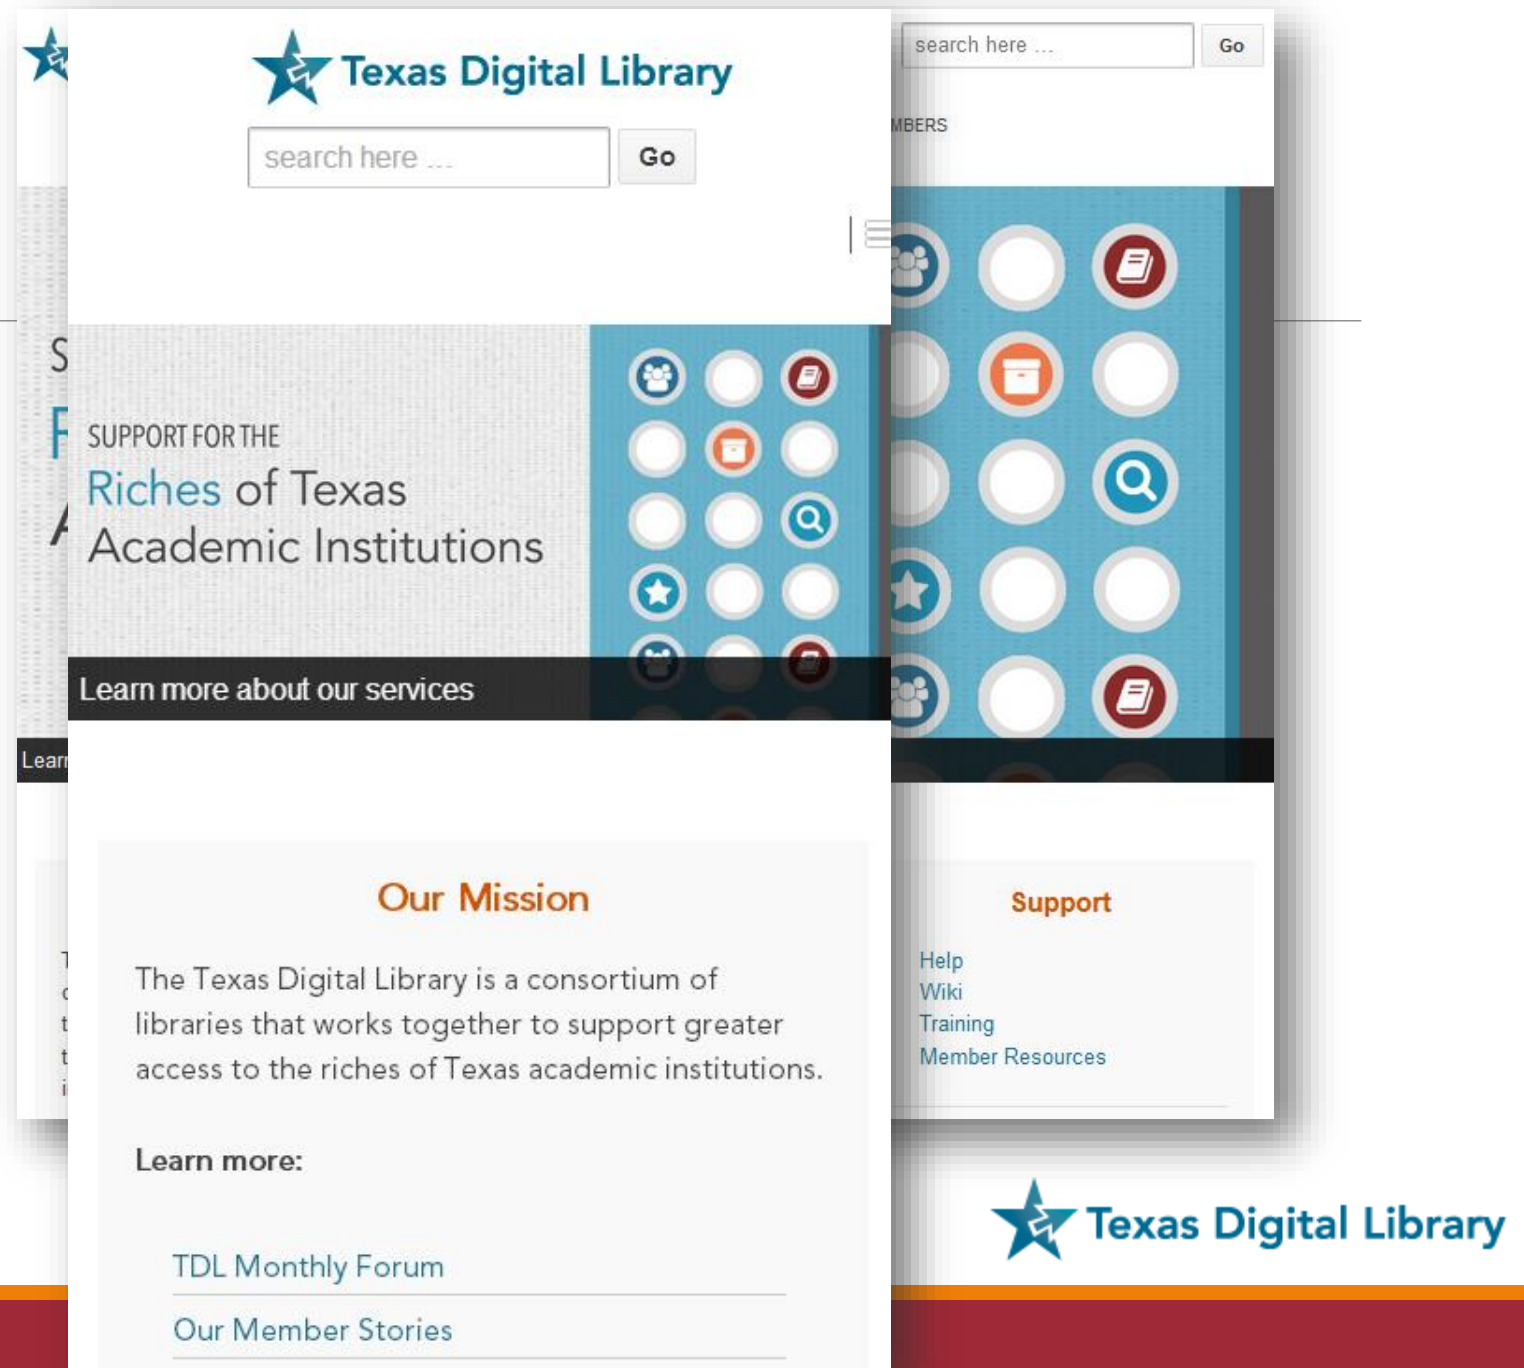 Texas Digital Library
search here ...
Go
SUPPORT FOR THE
Riches of Texas
Academic Institutions
Learn more about our services
Our Mission
The Texas Digital Library is a consortium of
libraries that works together to support greater
access to the riches of Texas academic institutions.
Learn more:
TDL Monthly Forum
Our Member Stories
search here ...
Go
MBERS
Support
Help
Wiki
Training
Member Resources
Texas Digital Library